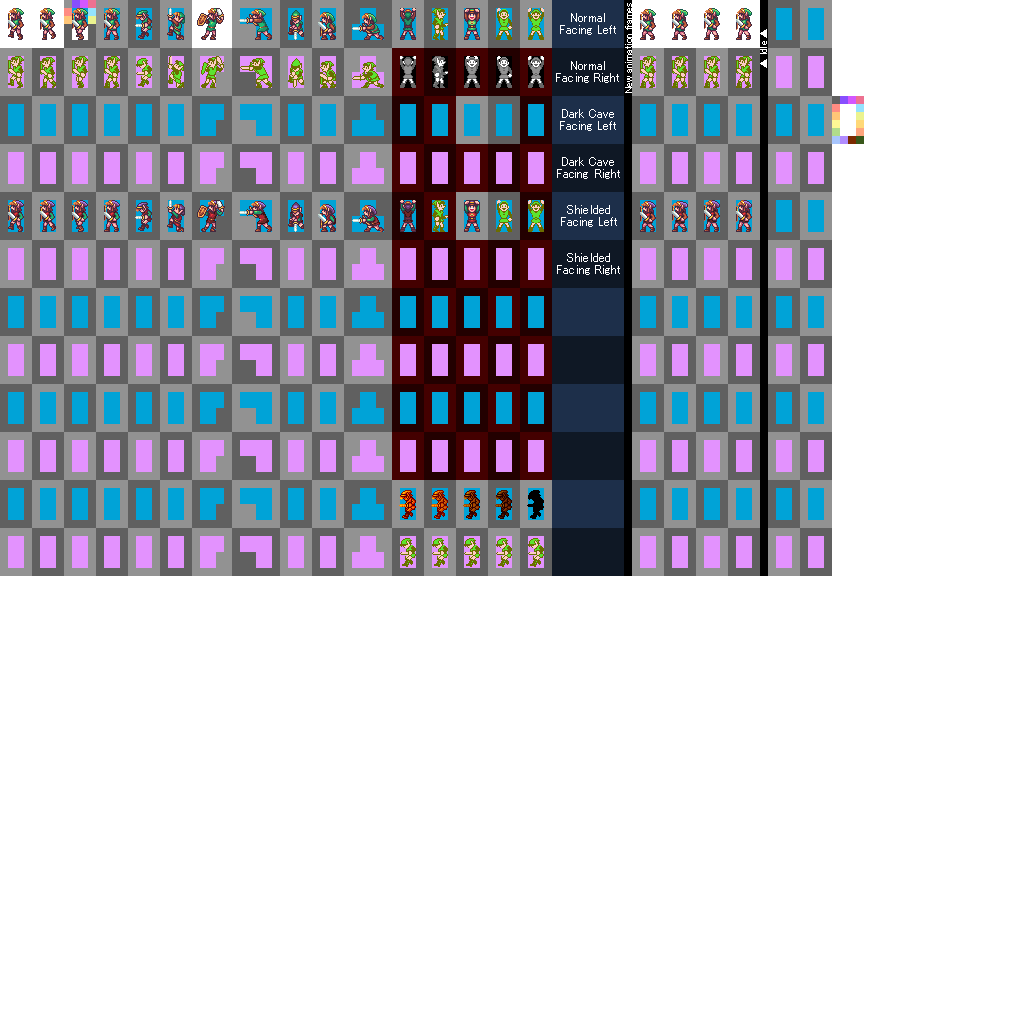 Normal
Facing Left
Normal
Facing Right
Dark Cave
Facing Left
Dark Cave
Facing Right
Shielded
Facing Left
Shielded
Facing Right
New animation frames
Idle